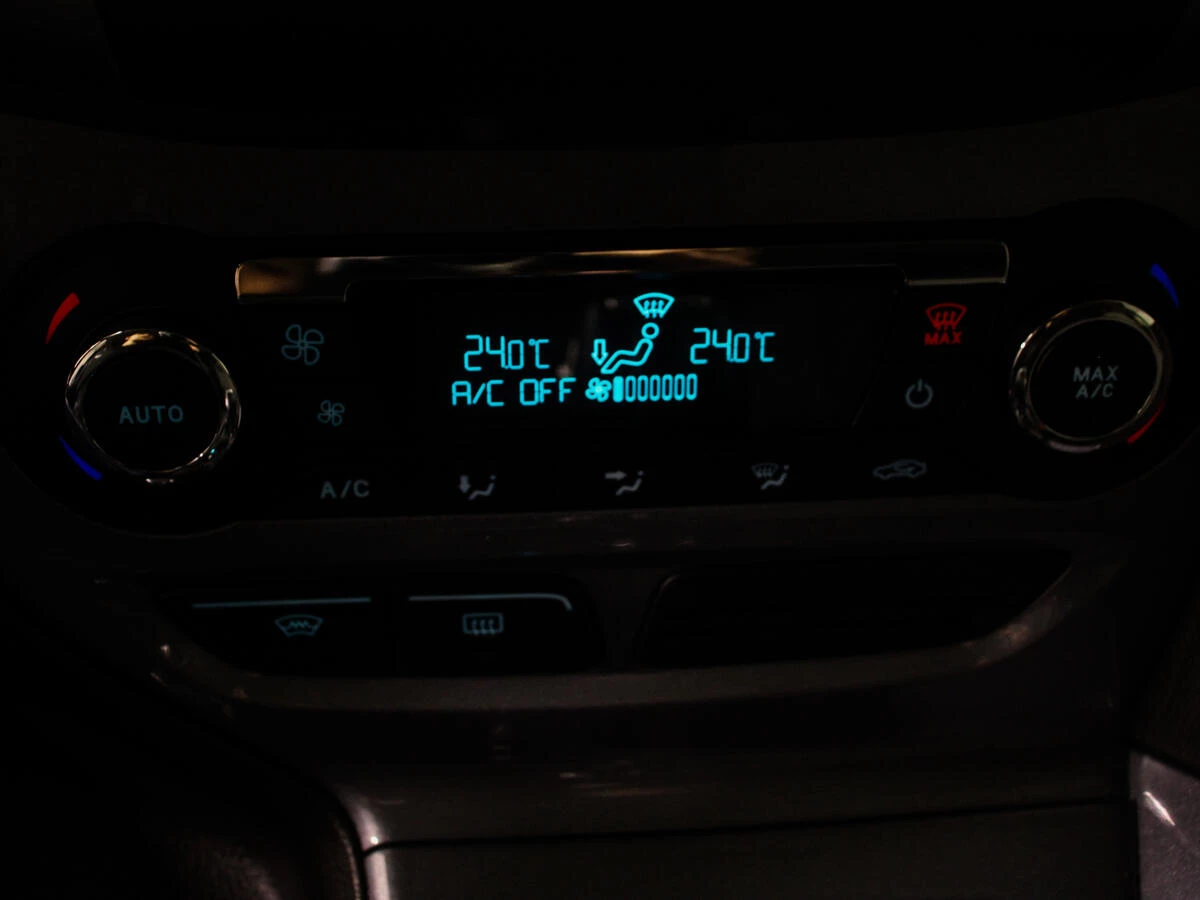 24.0°C 24.0°C
A/C OFF
MAX
AUTO
MAX
A/C
A/C